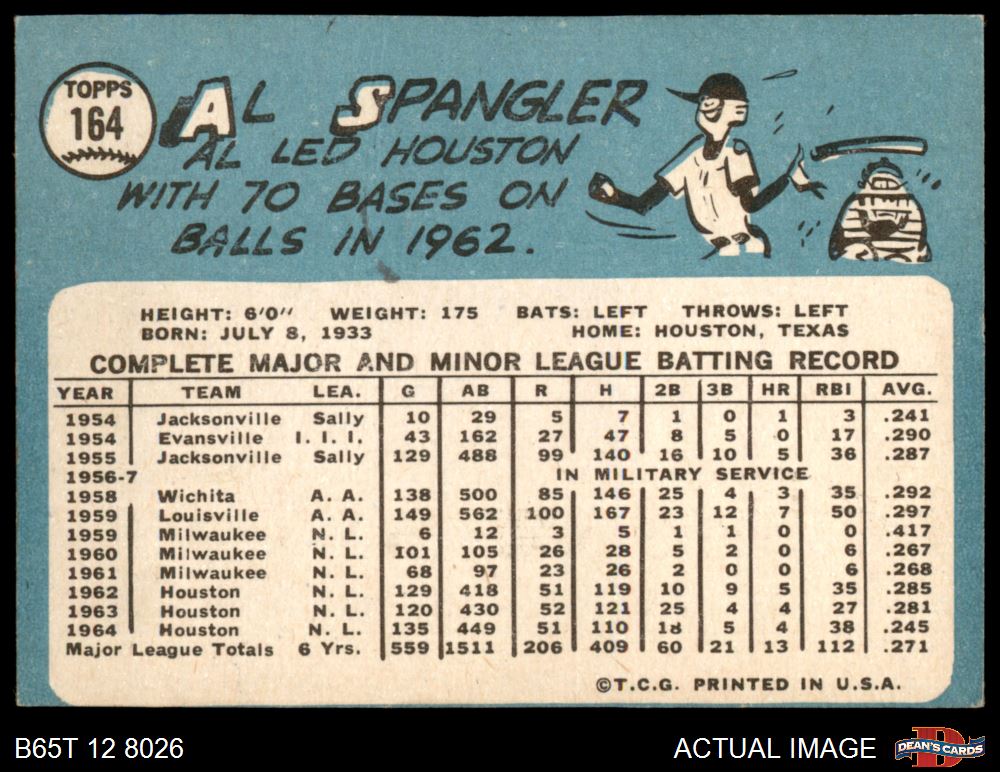 TOPPS
164
AL SPANGLER
AL LED HOUSTON
WITH 70 BASES ON
BALLS IN 1962.
HEIGHT: 6'0" WEIGHT: 175 BATS: LEFT THROWS: LEFT
BORN: JULY 8, 1933 HOME: HOUSTON, TEXAS
COMPLETE MAJOR AND MINOR LEAGUE BATTING RECORD
YEAR TEAM LEA. G AB R H 2B 3B HR RBI AVG.
1954 Jacksonville Sally 10 29 5 7 1 0 1 3 .241
1954 Evansville I. I. I. 43 162 27 47 8 5 0 17 .290
1955 Jacksonville Sally 129 488 99 140 16 10 5 36 .287
1956-7 IN MILITARY SERVICE
1958 Wichita A. A. 138 500 85 146 25 4 3 35 .292
1959 Louisville A. A. 149 562 100 167 23 12 7 50 .297
1959 Milwaukee N. L. 6 12 3 5 1 1 0 0 .417
1960 Milwaukee N. L. 101 105 26 28 5 2 0 6 .267
1961 Milwaukee N. L. 68 97 23 26 2 0 0 6 .268
1962 Houston N. L. 129 418 51 119 10 9 5 35 .285
1963 Houston N. L. 120 430 52 121 25 4 4 27 .281
1964 Houston N. L. 135 449 51 110 18 5 4 38 .245
Major League Totals 6 Yrs. 559 1511 206 409 60 21 13 112 .271
©T.C.G. PRINTED IN U.S.A.
B65T 12 8026 ACTUAL IMAGE
D
DEAN'S CARDS